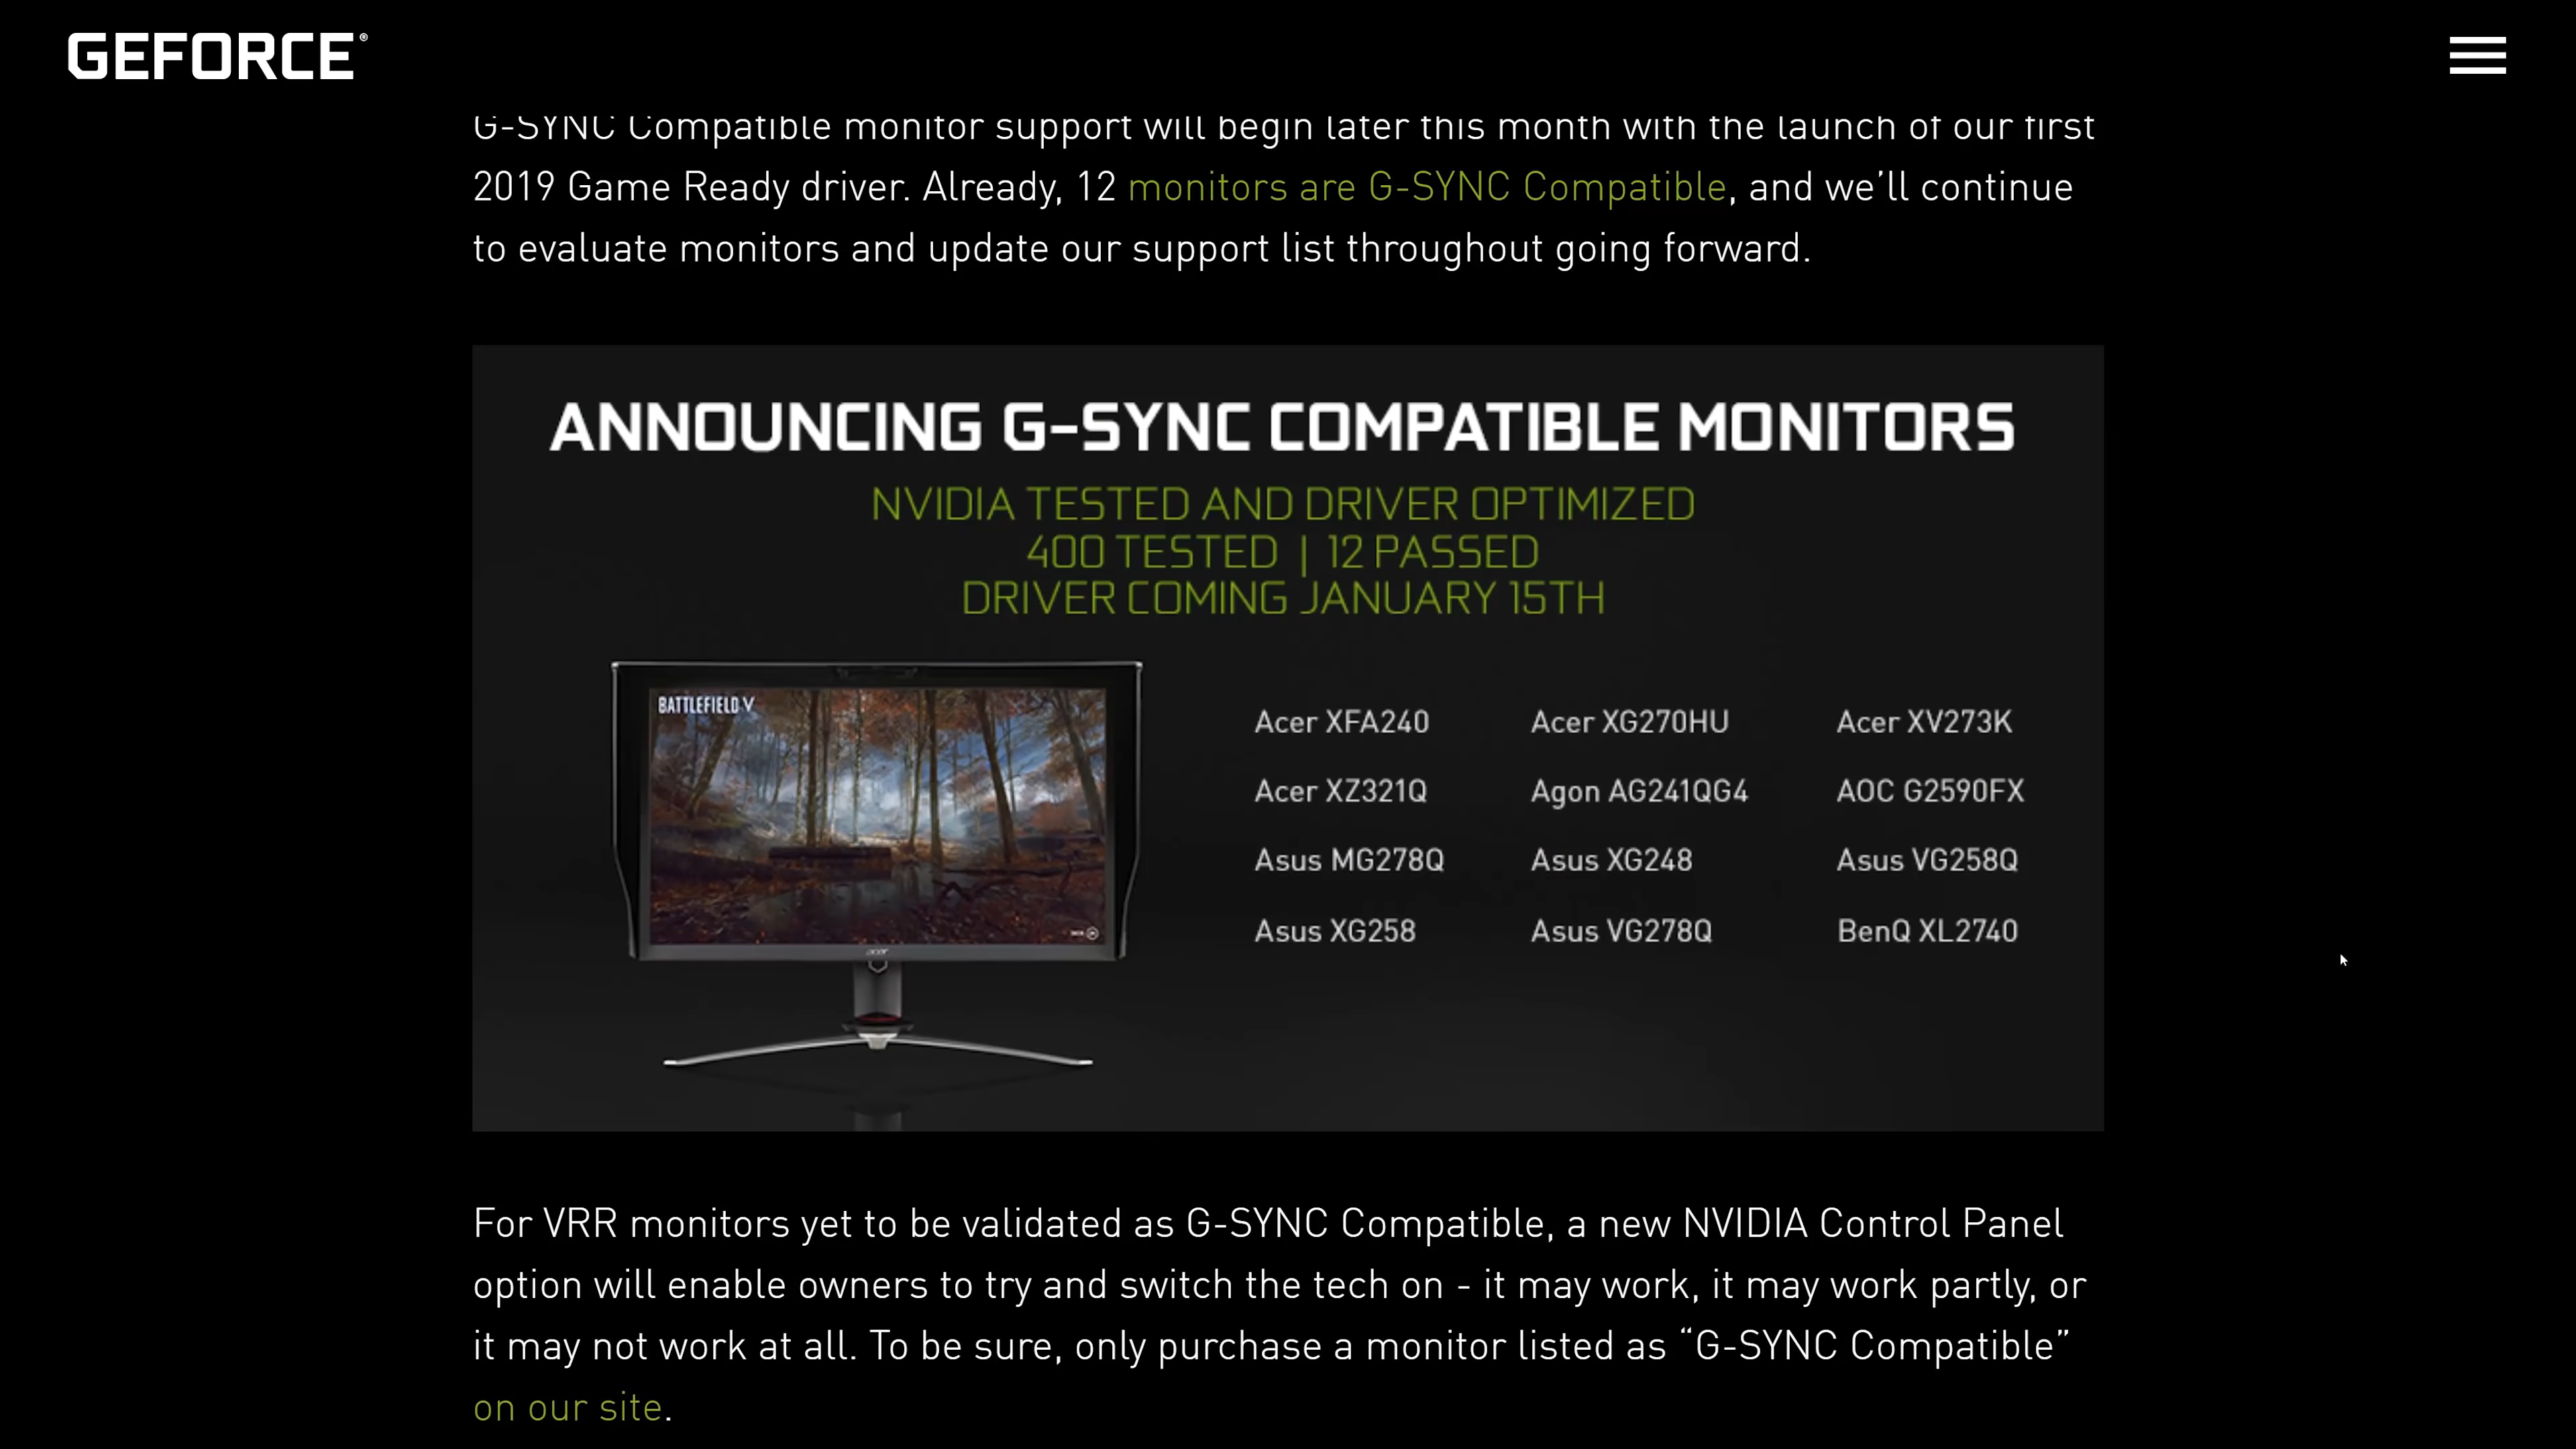 GEFORCE®
G-SYNC Compatible monitor support will begin later this month with the launch of our first
2019 Game Ready driver. Already, 12 monitors are G-SYNC Compatible, and we’ll continue
to evaluate monitors and update our support list throughout going forward.
ANNOUNCING G-SYNC COMPATIBLE MONITORS
NVIDIA TESTED AND DRIVER OPTIMIZED
400 TESTED | 12 PASSED
DRIVER COMING JANUARY 15TH
BATTLEFIELD V
acer
Acer XFA240 Acer XG270HU Acer XV273K
Acer XZ321Q Agon AG241QG4 AOC G2590FX
Asus MG278Q Asus XG248 Asus VG258Q
Asus XG258 Asus VG278Q BenQ XL2740
For VRR monitors yet to be validated as G-SYNC Compatible, a new NVIDIA Control Panel
option will enable owners to try and switch the tech on - it may work, it may work partly, or
it may not work at all. To be sure, only purchase a monitor listed as “G-SYNC Compatible”
on our site.